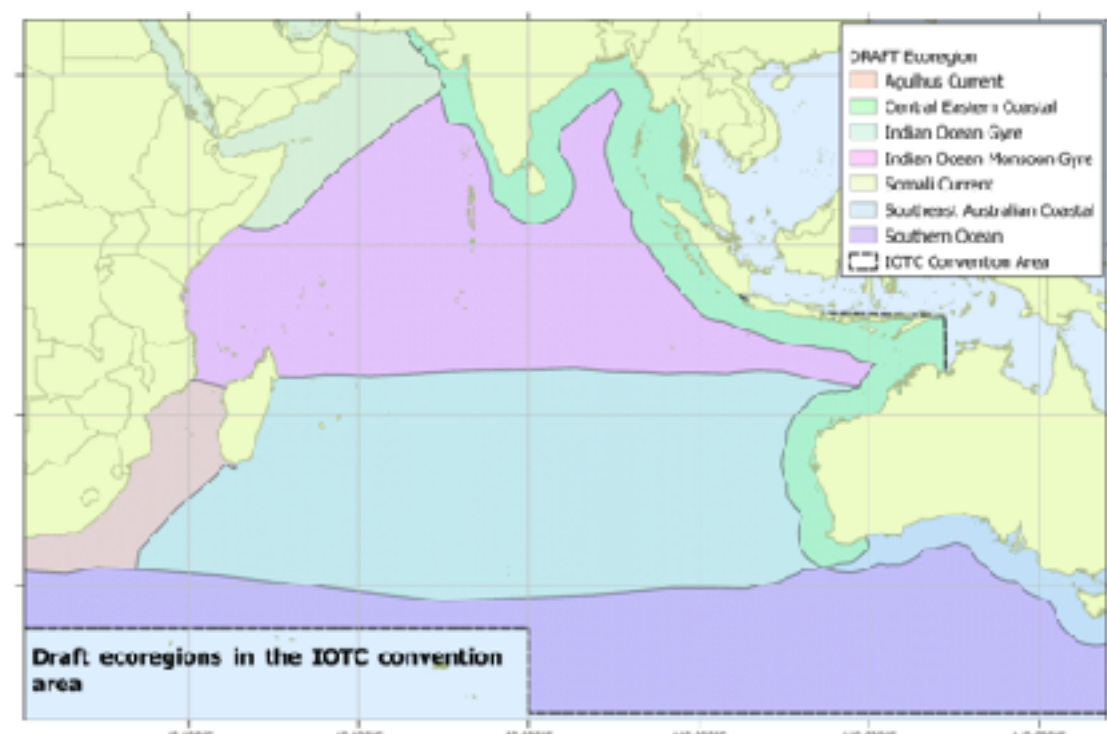 DRAFT Ecoregion
Agulhus Current
Central Eastern Coastal
Indian Ocean Gyre
Indian Ocean Monsoon Gyre
Somali Current
Southeast Australian Coastal
Southern Ocean
IOTC Convention Area
Draft ecoregions in the IOTC convention
area